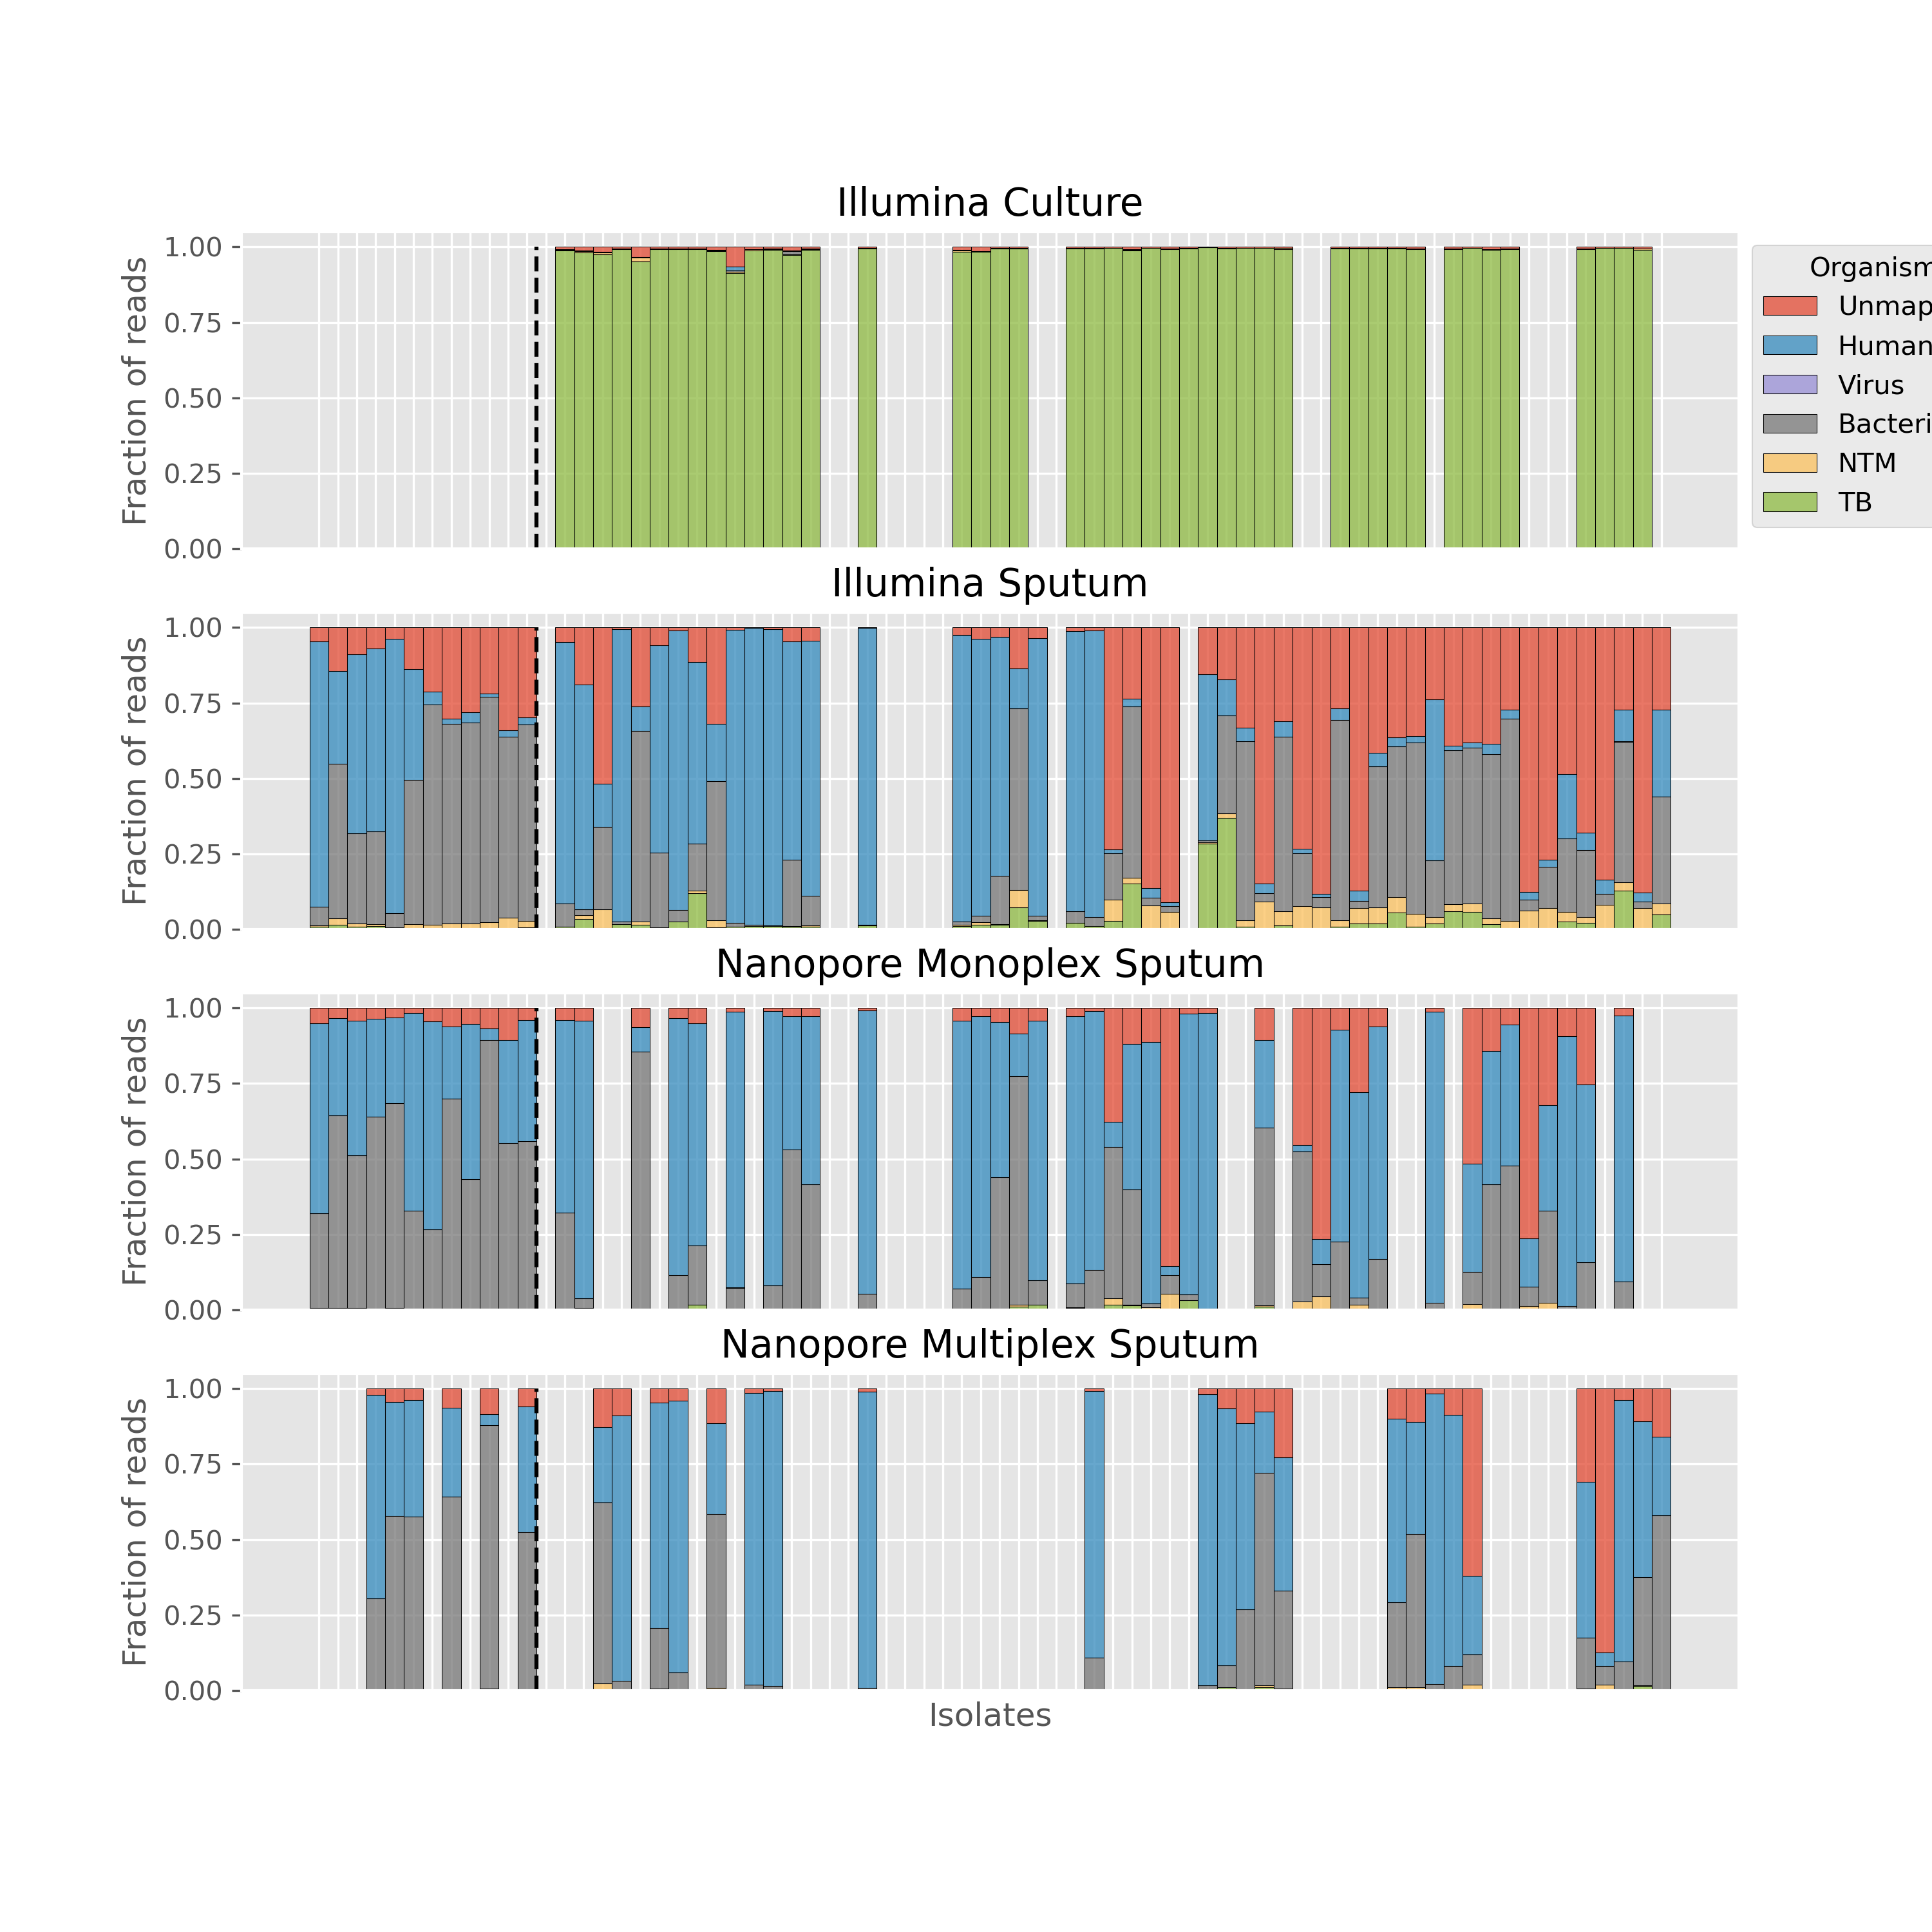 Illumina Culture
1.00
0.75
0.50
0.25
0.00
Fraction of reads
Organism
Unmap
Human
Virus
Bacteri
NTM
TB
Illumina Sputum
1.00
0.75
0.50
0.25
0.00
Fraction of reads
Nanopore Monoplex Sputum
1.00
0.75
0.50
0.25
0.00
Fraction of reads
Nanopore Multiplex Sputum
1.00
0.75
0.50
0.25
0.00
Fraction of reads
Isolates